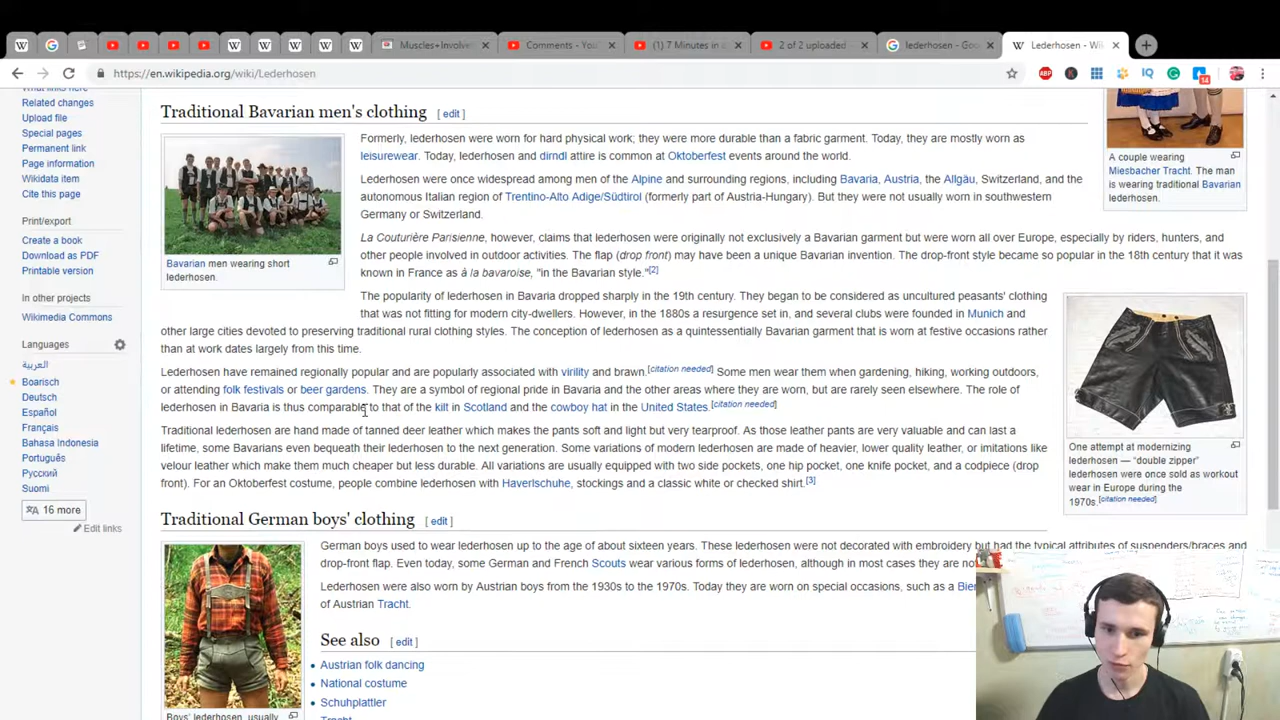 Muscles+Involve
Comments - You
(1) 7 Minutes in
2 of 2 uploaded
lederhosen - Goo
Lederhosen - Wi
https://en.wikipedia.org/wiki/Lederhosen
ABP
K
IQ
G
14
What links here
Related changes
Upload file
Special pages
Permanent link
Page information
Wikidata item
Cite this page
Print/export
Create a book
Download as PDF
Printable version
In other projects
Wikimedia Commons
Languages
العربية
Boarisch
Deutsch
Español
Français
Bahasa Indonesia
Português
Русский
Suomi
16 more
Edit links
Traditional Bavarian men's clothing [ edit ]
Bavarian men wearing short
lederhosen.
Formerly, lederhosen were worn for hard physical work; they were more durable than a fabric garment. Today, they are mostly worn as
leisurewear. Today, lederhosen and dirndl attire is common at Oktoberfest events around the world.
Lederhosen were once widespread among men of the Alpine and surrounding regions, including Bavaria, Austria, the Allgäu, Switzerland, and the
autonomous Italian region of Trentino-Alto Adige/Südtirol (formerly part of Austria-Hungary). But they were not usually worn in southwestern
Germany or Switzerland.
La Couturière Parisienne, however, claims that lederhosen were originally not exclusively a Bavarian garment but were worn all over Europe, especially by riders, hunters, and
other people involved in outdoor activities. The flap (drop front) may have been a unique Bavarian invention. The drop-front style became so popular in the 18th century that it was
known in France as à la bavaroise, "in the Bavarian style."[2]
The popularity of lederhosen in Bavaria dropped sharply in the 19th century. They began to be considered as uncultured peasants' clothing
that was not fitting for modern city-dwellers. However, in the 1880s a resurgence set in, and several clubs were founded in Munich and
other large cities devoted to preserving traditional rural clothing styles. The conception of lederhosen as a quintessentially Bavarian garment that is worn at festive occasions rather
than at work dates largely from this time.
Lederhosen have remained regionally popular and are popularly associated with virility and brawn.[citation needed] Some men wear them when gardening, hiking, working outdoors,
or attending folk festivals or beer gardens. They are a symbol of regional pride in Bavaria and the other areas where they are worn, but are rarely seen elsewhere. The role of
lederhosen in Bavaria is thus comparable to that of the kilt in Scotland and the cowboy hat in the United States.[citation needed]
Traditional lederhosen are hand made of tanned deer leather which makes the pants soft and light but very tearproof. As those leather pants are very valuable and can last a
lifetime, some Bavarians even bequeath their lederhosen to the next generation. Some variations of modern lederhosen are made of heavier, lower quality leather, or imitations like
velour leather which make them much cheaper but less durable. All variations are usually equipped with two side pockets, one hip pocket, one knife pocket, and a codpiece (drop
front). For an Oktoberfest costume, people combine lederhosen with Haverlschuhe, stockings and a classic white or checked shirt.[3]
A couple wearing
Miesbacher Tracht. The man
is wearing traditional Bavarian
lederhosen.
One attempt at modernizing
lederhosen — "double zipper"
lederhosen were once sold as workout
wear in Europe during the
1970s.[citation needed]
Traditional German boys' clothing [ edit ]
Boys' lederhosen, usually
German boys used to wear lederhosen up to the age of about sixteen years. These lederhosen were not decorated with embroidery but had the typical attributes of suspenders/braces and
drop-front flap. Even today, some German and French Scouts wear various forms of lederhosen, although in most cases they are no
Lederhosen were also worn by Austrian boys from the 1930s to the 1970s. Today they are worn on special occasions, such as a Bier
of Austrian Tracht.
See also [ edit ]
Austrian folk dancing
National costume
Schuhplattler
Tracht